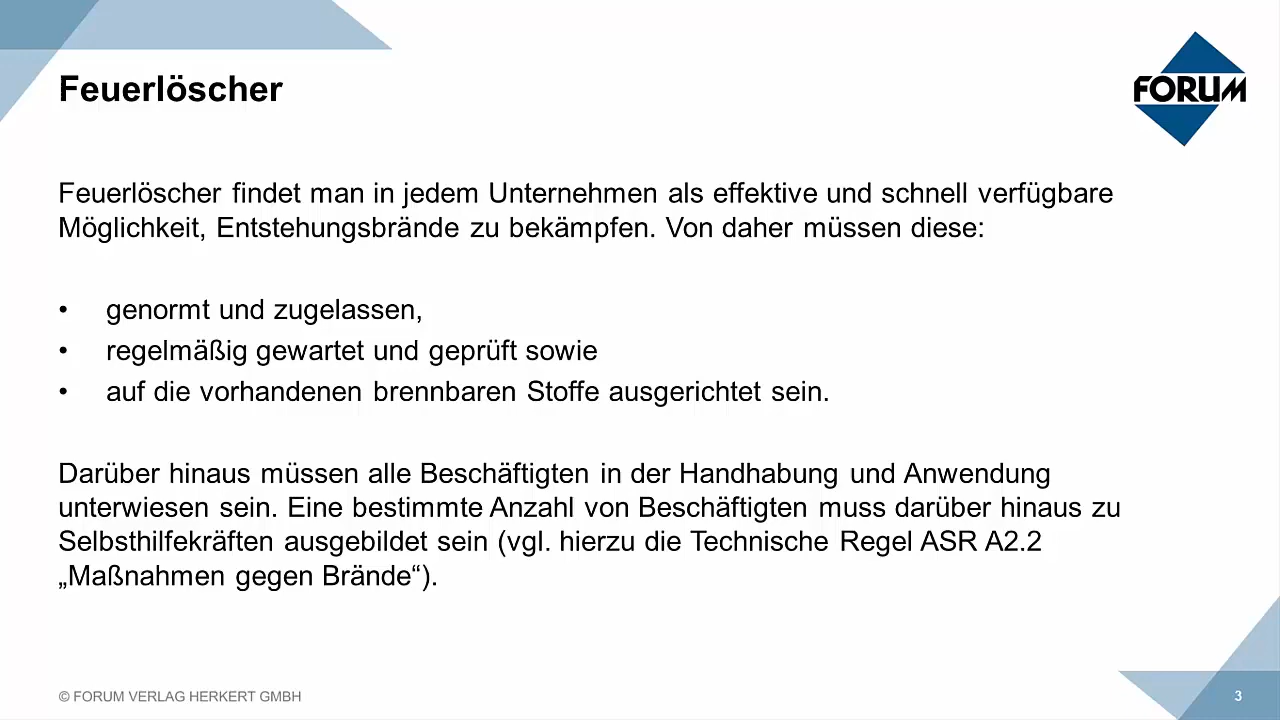 Feuerlöscher
FORUM
Feuerlöscher findet man in jedem Unternehmen als effektive und schnell verfügbare
Möglichkeit, Entstehungsbrände zu bekämpfen. Von daher müssen diese:
• genormt und zugelassen,
• regelmäßig gewartet und geprüft sowie
• auf die vorhandenen brennbaren Stoffe ausgerichtet sein.
Darüber hinaus müssen alle Beschäftigten in der Handhabung und Anwendung
unterwiesen sein. Eine bestimmte Anzahl von Beschäftigten muss darüber hinaus zu
Selbsthilfekräften ausgebildet sein (vgl. hierzu die Technische Regel ASR A2.2
„Maßnahmen gegen Brände“).
© FORUM VERLAG HERKERT GMBH
3